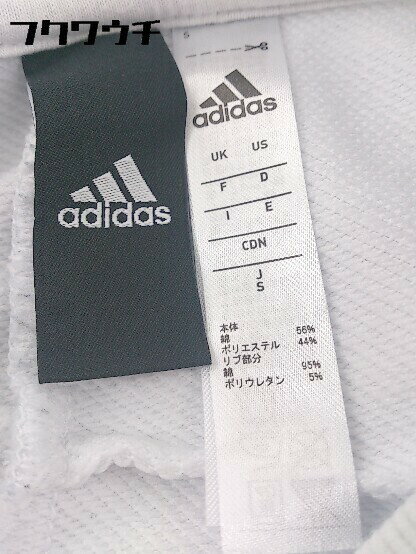 フクワウチ
adidas
S
adidas
UK US
F D
I E
CDN
J
S
本体
綿 56%
ポリエステル 44%
リブ部分
綿 95%
ポリウレタン 5%